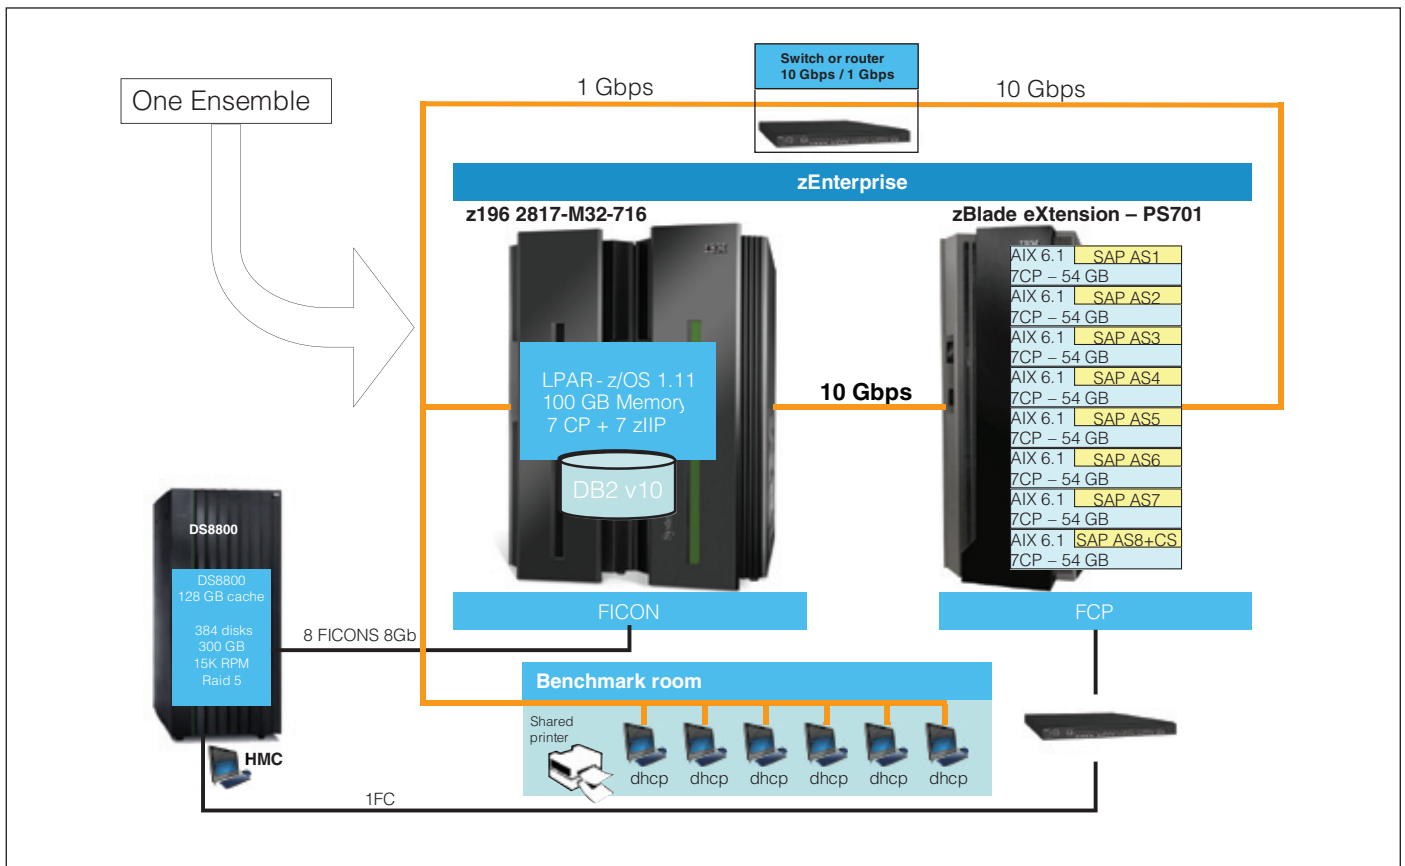 One Ensemble
1 Gbps
Switch or router
10 Gbps / 1 Gbps
10 Gbps
zEnterprise
z196 2817-M32-716
zBlade eXtension – PS701
IBM
LPAR - z/OS 1.11
100 GB Memory
7 CP + 7 zIIP
DB2 v10
10 Gbps
AIX 6.1 SAP AS1
7CP – 54 GB
AIX 6.1 SAP AS2
7CP – 54 GB
AIX 6.1 SAP AS3
7CP – 54 GB
AIX 6.1 SAP AS4
7CP – 54 GB
AIX 6.1 SAP AS5
7CP – 54 GB
AIX 6.1 SAP AS6
7CP – 54 GB
AIX 6.1 SAP AS7
7CP – 54 GB
AIX 6.1 SAP AS8+CS
7CP – 54 GB
DS8800
DS8800
128 GB cache
384 disks
300 GB
15K RPM
Raid 5
HMC
8 FICONS 8Gb
FICON
FCP
Benchmark room
Shared
printer
dhcp dhcp dhcp dhcp dhcp dhcp
1FC